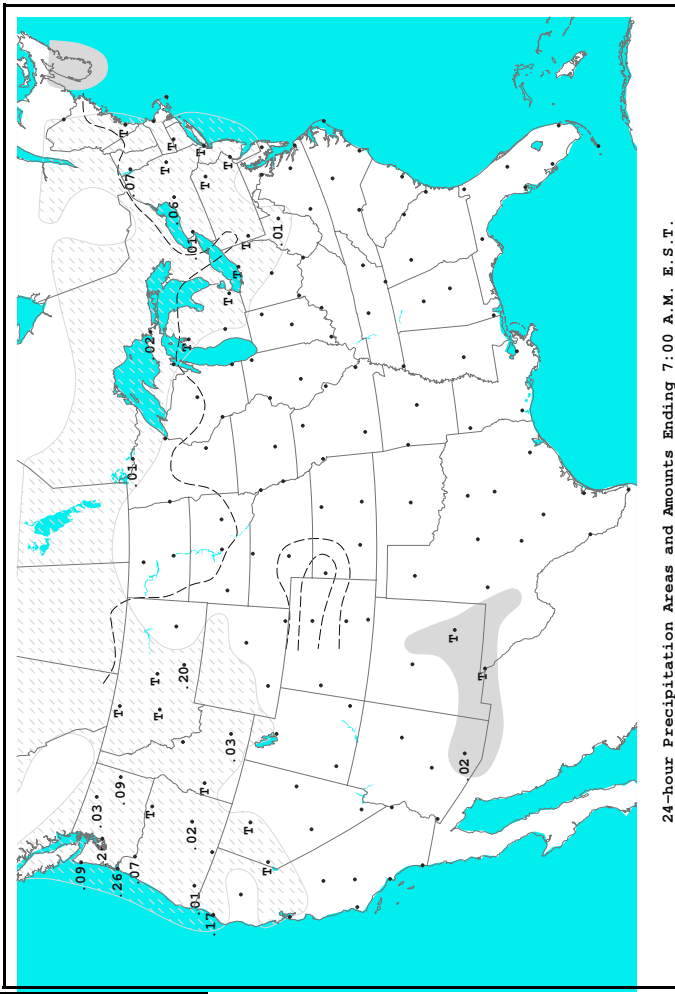 .09
.03
.26
T
.09
T
.07
.01
.07
.02
T
T
T
T
T
.06
.20
T
.02
.01
.01
T
T
T
.17
T
T
.03
T
T
T
T
.01
T
.02
T
24-hour Precipitation Areas and Amounts Ending 7:00 A.M. E.S.T.